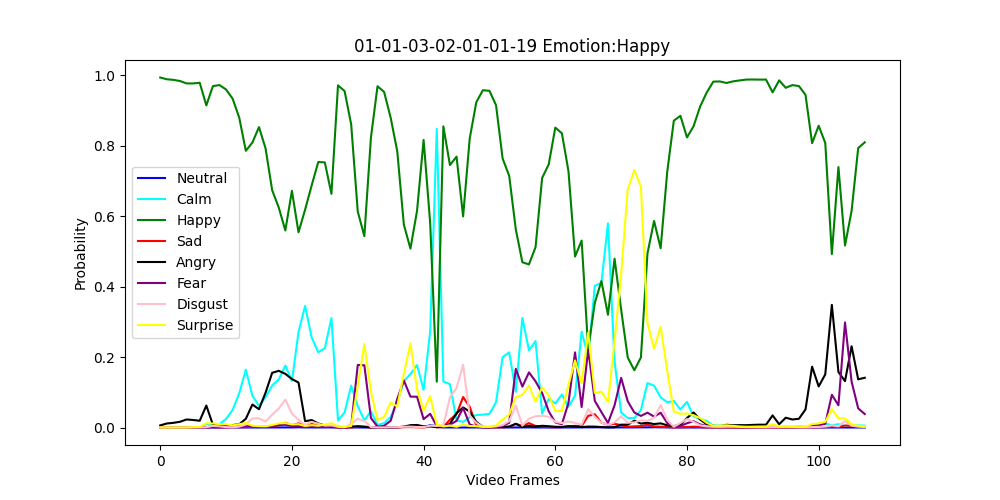 01-01-03-02-01-01-19 Emotion:Happy
1.0
0.8
0.6
0.4
0.2
0.0
Probability
Neutral
Calm
Happy
Sad
Angry
Fear
Disgust
Surprise
0 20 40 60 80 100
Video Frames